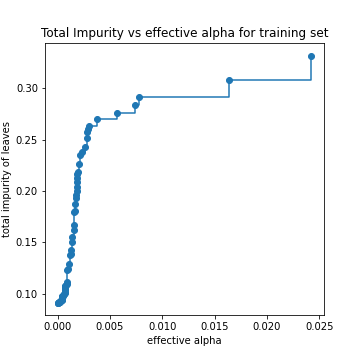 Total Impurity vs effective alpha for training set
total impurity of leaves
0.30
0.25
0.20
0.15
0.10
0.000 0.005 0.010 0.015 0.020 0.025
effective alpha